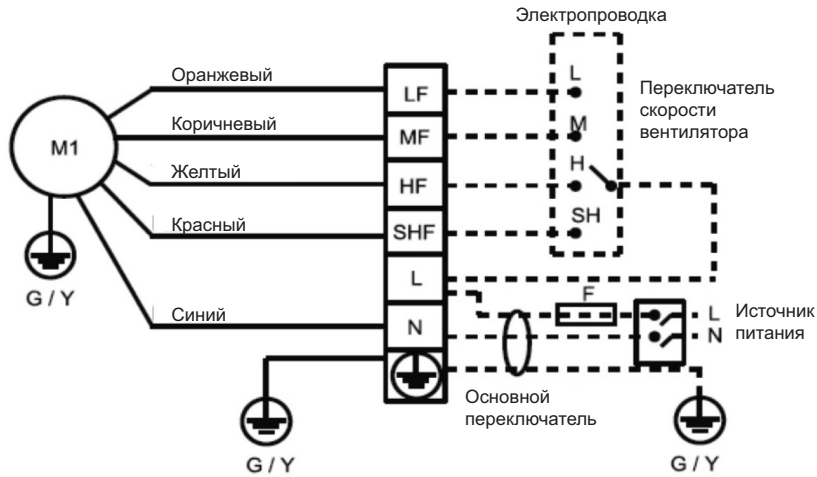 Электропроводка
Оранжевый
LF
L
Переключатель
скорости
вентилятора
Коричневый
MF
M
M1
Желтый
HF
H
Красный
SHF
SH
G / Y
L
F
Синий
N
L
N
Источник
питания
Основной
переключатель
G / Y
G / Y